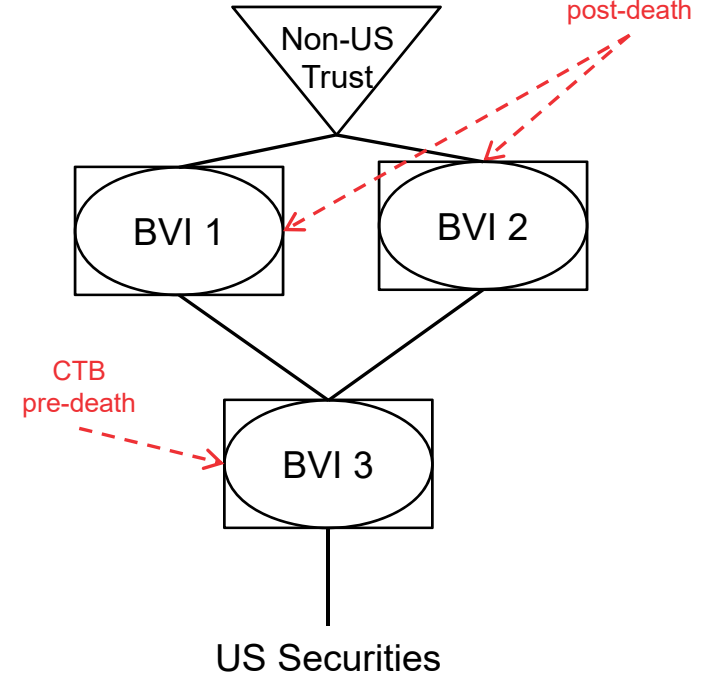 post-death
Non-US
Trust
BVI 1
BVI 2
CTB
pre-death
BVI 3
US Securities